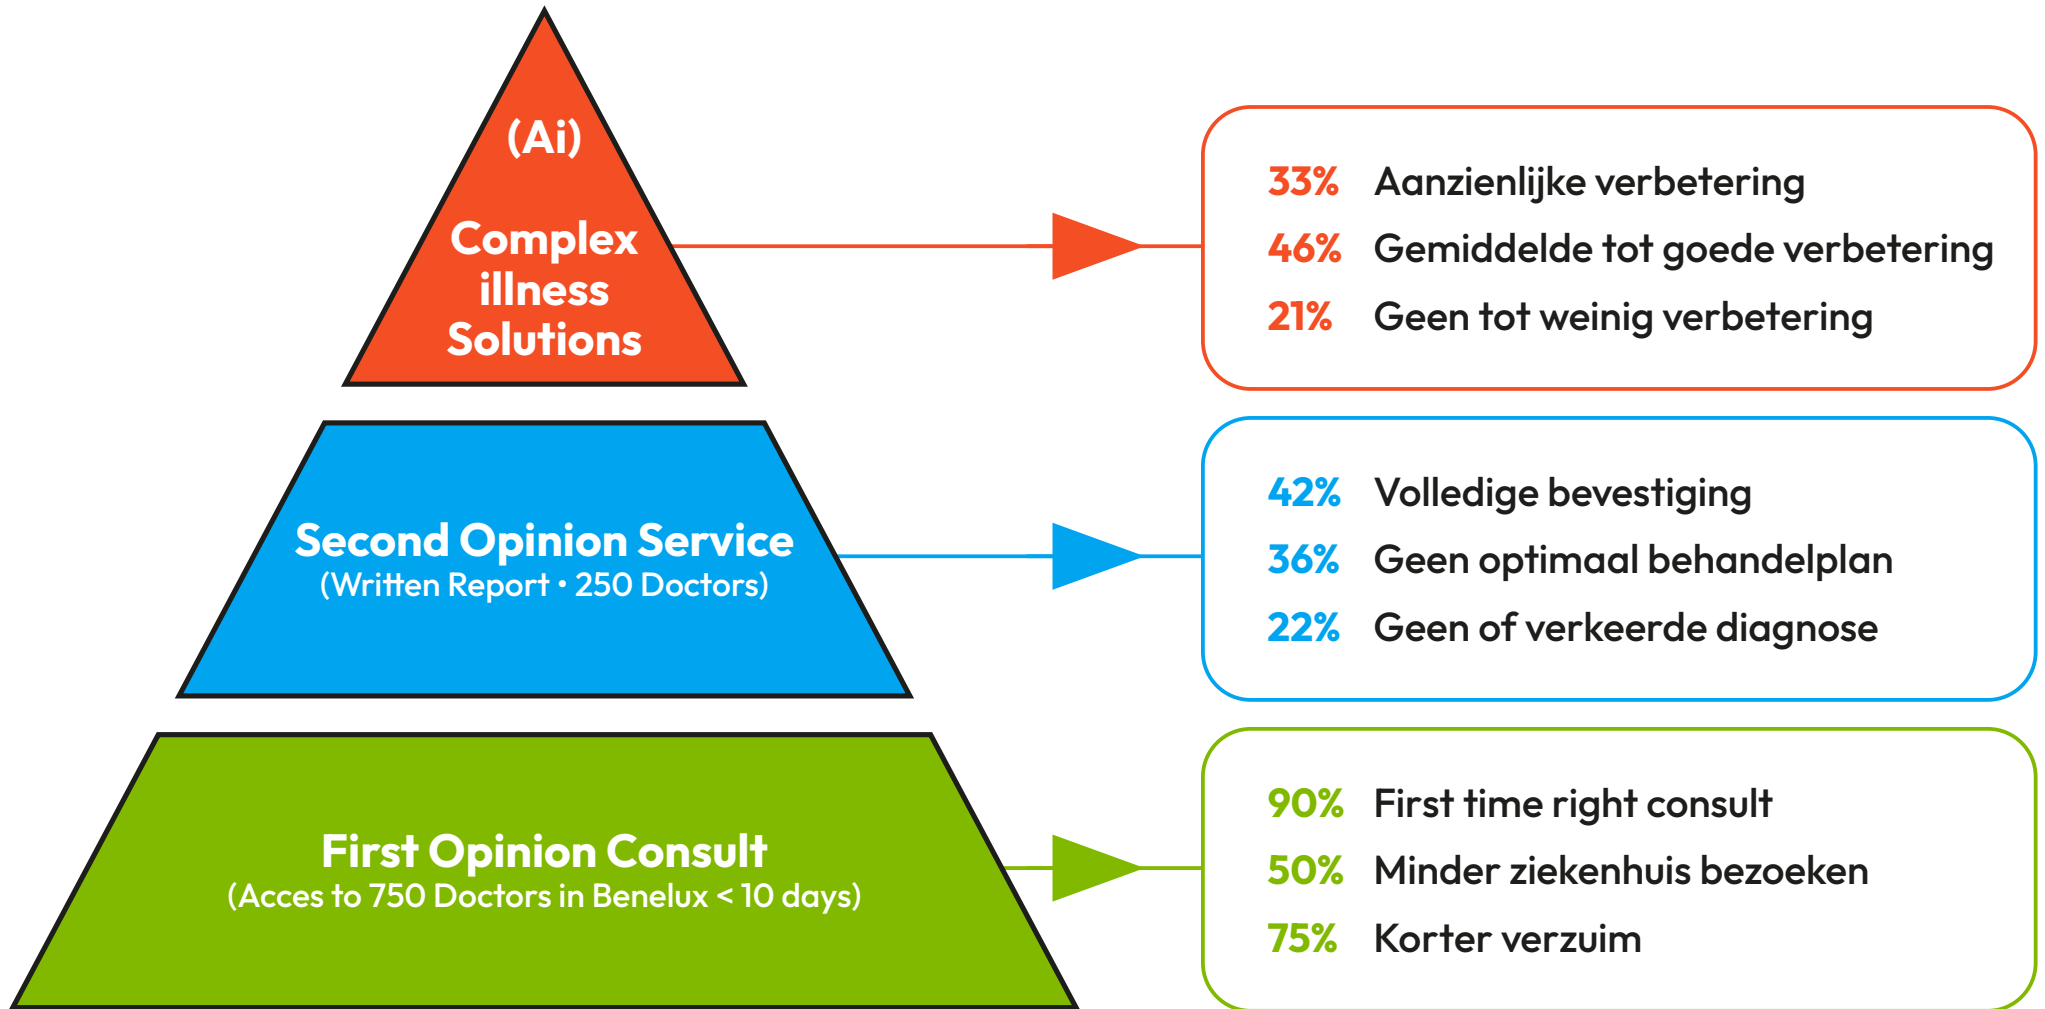 (Ai)
Complex
illness
Solutions
33% Aanzienlijke verbetering
46% Gemiddelde tot goede verbetering
21% Geen tot weinig verbetering
Second Opinion Service
(Written Report • 250 Doctors)
42% Volledige bevestiging
36% Geen optimaal behandelplan
22% Geen of verkeerde diagnose
First Opinion Consult
(Acces to 750 Doctors in Benelux < 10 days)
90% First time right consult
50% Minder ziekenhuis bezoeken
75% Korter verzuim